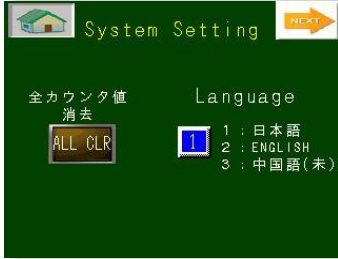 System Setting
NEXT
全カウンタ値
消去
ALL CLR
Language
1
1 : 日本語
2 : ENGLISH
3 : 中国語(未)